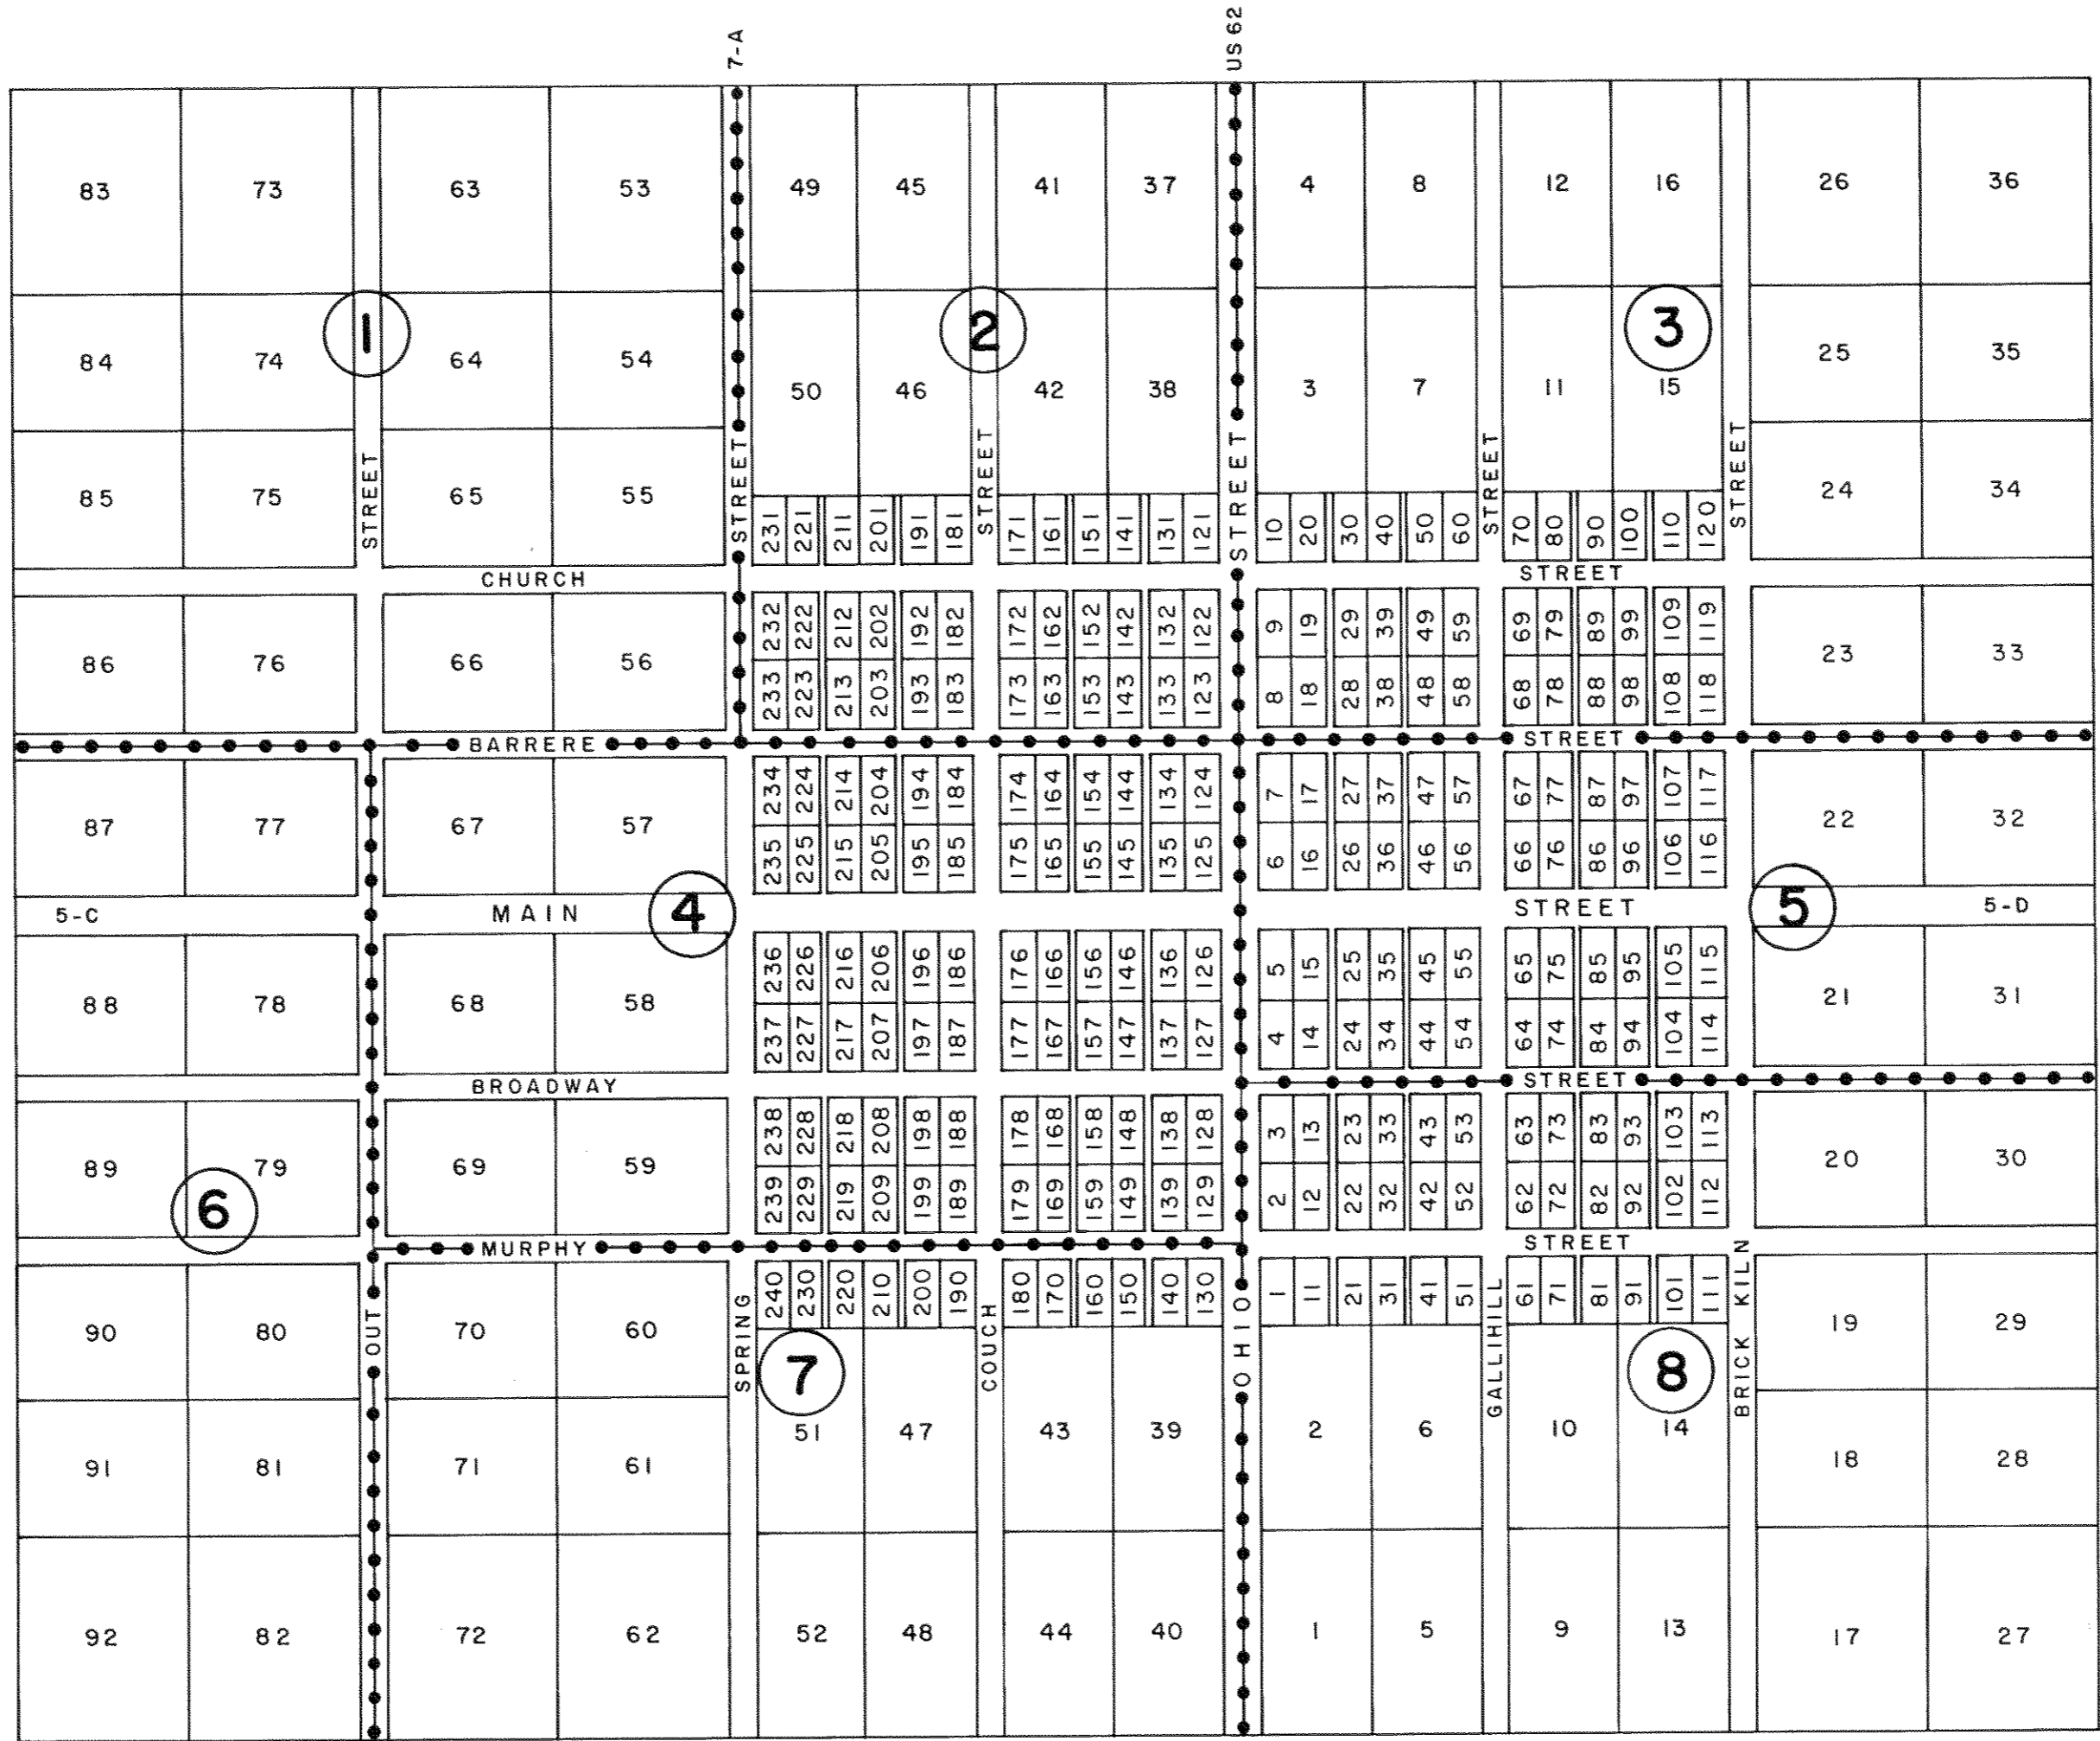 7-A US 62
83 73 63 53 49 45 41 37 4 8 12 16 26 36
1 2 3
84 74 64 54 25 35
50 46 42 38 3 7 11 15
85 75 65 55 24 34
STREET STREET STREET STREET STREET STREET
231 221 211 201 191 181 171 161 151 141 131 121 10 20 30 40 50 60 70 80 90 100 110 120
CHURCH STREET
232 222 212 202 192 182 172 162 152 142 132 122 9 19 29 39 49 59 69 79 89 99 109 119
86 76 66 56 23 33
233 223 213 203 193 183 173 163 153 143 133 123 8 18 28 38 48 58 68 78 88 98 108 118
BARRERE STREET
234 224 214 204 194 184 174 164 154 144 134 124 7 17 27 37 47 57 67 77 87 97 107 117
87 77 67 57 22 32
235 225 215 205 195 185 175 165 155 145 135 125 6 16 26 36 46 56 66 76 86 96 106 116
5-C MAIN 4 STREET 5 5-D
236 226 216 206 196 186 176 166 156 146 136 126 5 15 25 35 45 55 65 75 85 95 105 115
88 78 68 58 21 31
237 227 217 207 197 187 177 167 157 147 137 127 4 14 24 34 44 54 64 74 84 94 104 114
BROADWAY STREET
238 228 218 208 198 188 178 168 158 148 138 128 3 13 23 33 43 53 63 73 83 93 103 113
89 79 69 59 20 30
239 229 219 209 199 189 179 169 159 149 139 129 2 12 22 32 42 52 62 72 82 92 102 112
6
MURPHY STREET
240 230 220 210 200 190 180 170 160 150 140 130 1 11 21 31 41 51 61 71 81 91 101 111
OUT SPRING COUCH OHIO GALLIHILL BRICK KILN
90 80 70 60 19 29
7 8
51 47 43 39 2 6 10 14
91 81 71 61 18 28
92 82 72 62 52 48 44 40 1 5 9 13 17 27